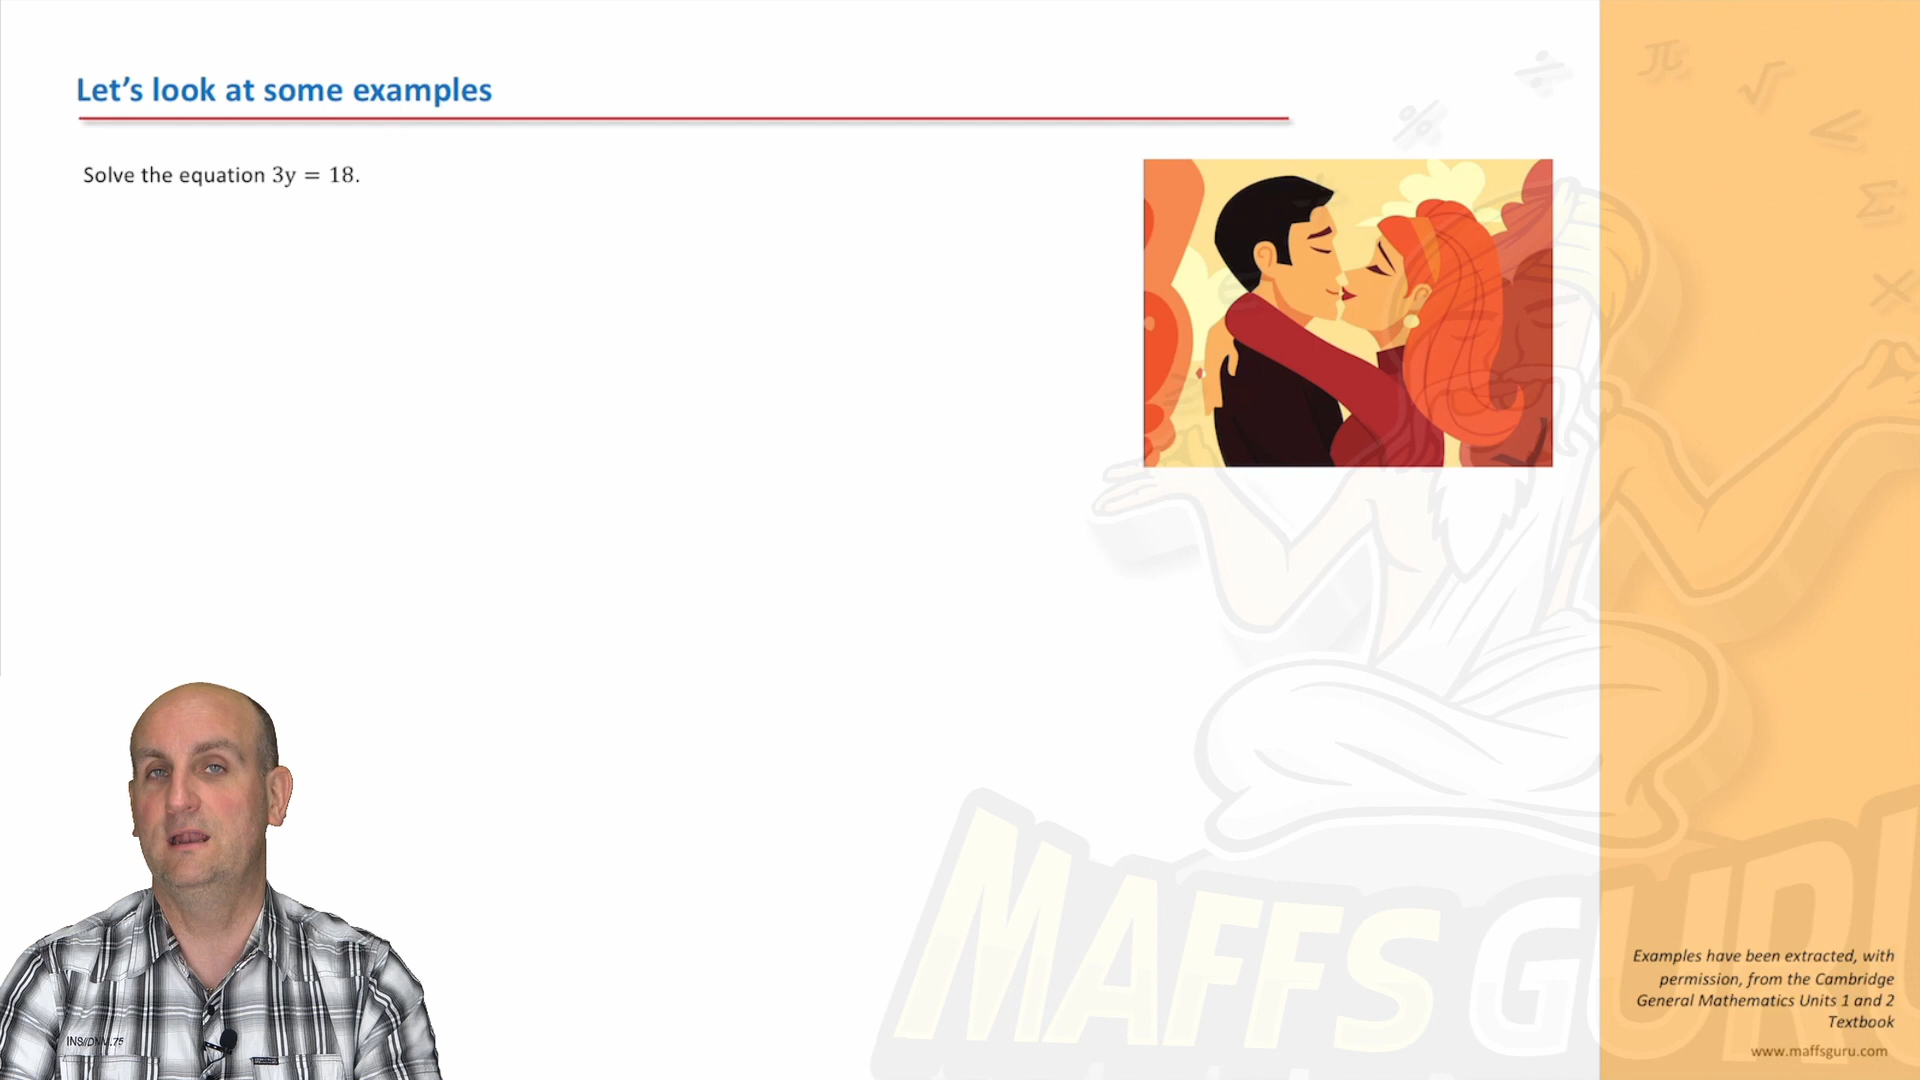 Let's look at some examples
Solve the equation 3y = 18.
MAFFS GURU
Examples have been extracted, with
permission, from the Cambridge
General Mathematics Units 1 and 2
Textbook
www.maffsguru.com